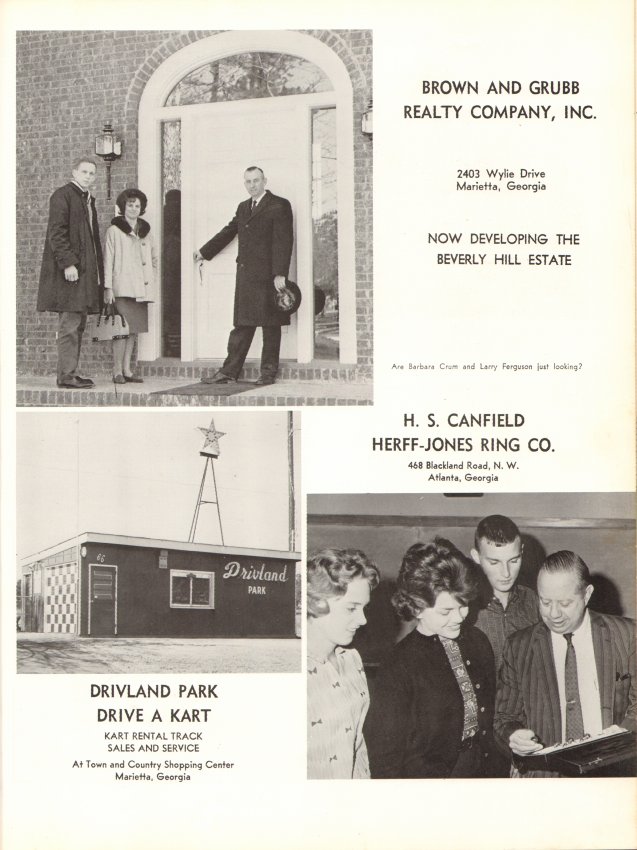 BROWN AND GRUBB
REALTY COMPANY, INC.
2403 Wylie Drive
Marietta, Georgia
NOW DEVELOPING THE
BEVERLY HILL ESTATE
Are Barbara Crum and Larry Ferguson just looking?
H. S. CANFIELD
HERFF-JONES RING CO.
468 Blackland Road, N. W.
Atlanta, Georgia
66
Drivland
PARK
DRIVLAND PARK
DRIVE A KART
KART RENTAL TRACK
SALES AND SERVICE
At Town and Country Shopping Center
Marietta, Georgia